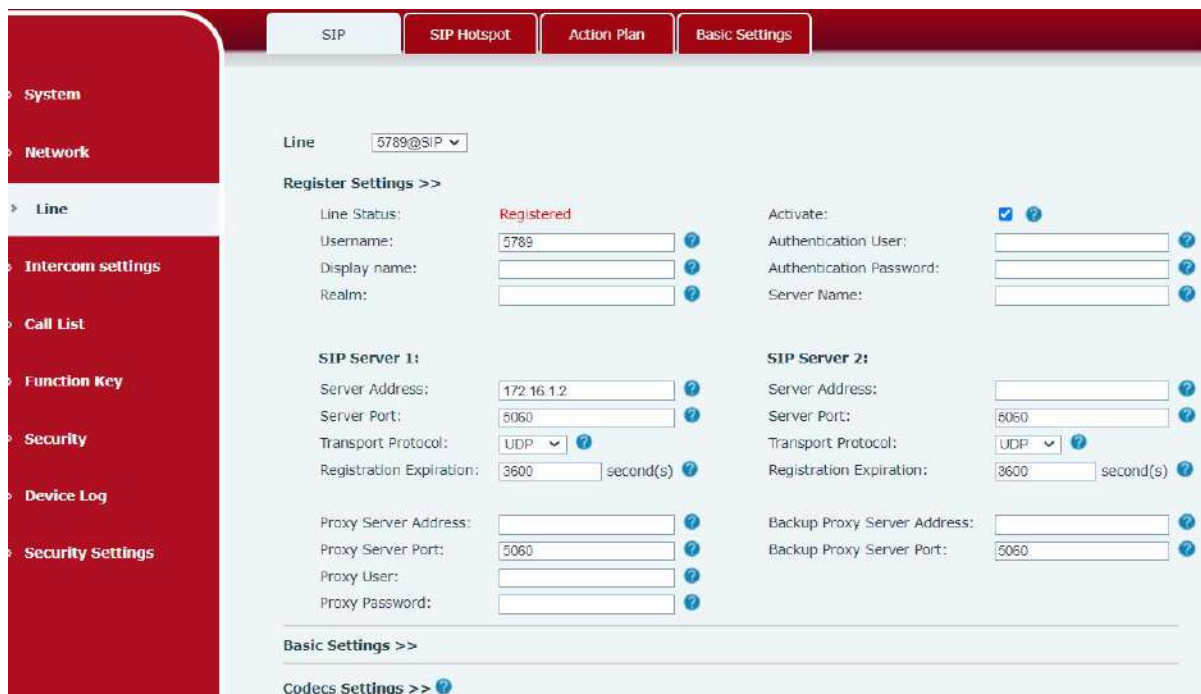 SIP
SIP Hotspot
Action Plan
Basic Settings
System
Network
Line
Intercom settings
Call List
Function Key
Security
Device Log
Security Settings
Line 5789@SIP
Register Settings >>
Line Status: Registered Activate:
Username: 5789 Authentication User:
Display name: Authentication Password:
Realm: Server Name:
SIP Server 1: SIP Server 2:
Server Address: 172.16.1.2 Server Address:
Server Port: 5060 Server Port: 5060
Transport Protocol: UDP Transport Protocol: UDP
Registration Expiration: 3600 second(s) Registration Expiration: 3600 second(s)
Proxy Server Address: Backup Proxy Server Address:
Proxy Server Port: 5060 Backup Proxy Server Port: 5060
Proxy User:
Proxy Password:
Basic Settings >>
Codecs Settings >>